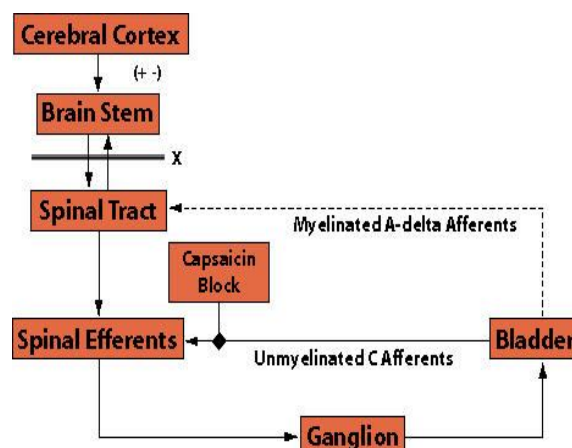 Cerebral Cortex
(+ -)
Brain Stem
X
Spinal Tract
Myelinated A-delta Afferents
Capsaicin
Block
Spinal Efferents
Unmyelinated C Afferents
Bladder
Ganglion